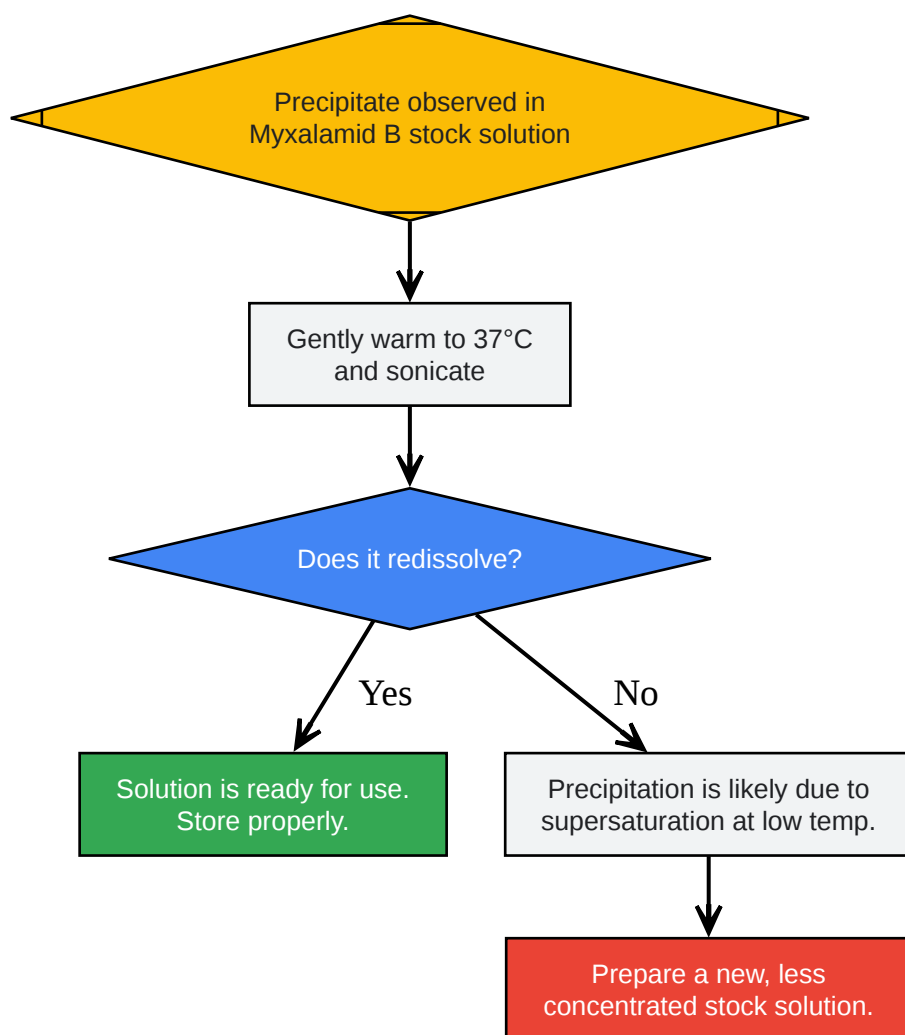 Precipitate observed in
Myxalamid B stock solution
Gently warm to 37°C
and sonicate
Does it redissolve?
Yes
No
Solution is ready for use.
Store properly.
Precipitation is likely due to
supersaturation at low temp.
Prepare a new, less
concentrated stock solution.